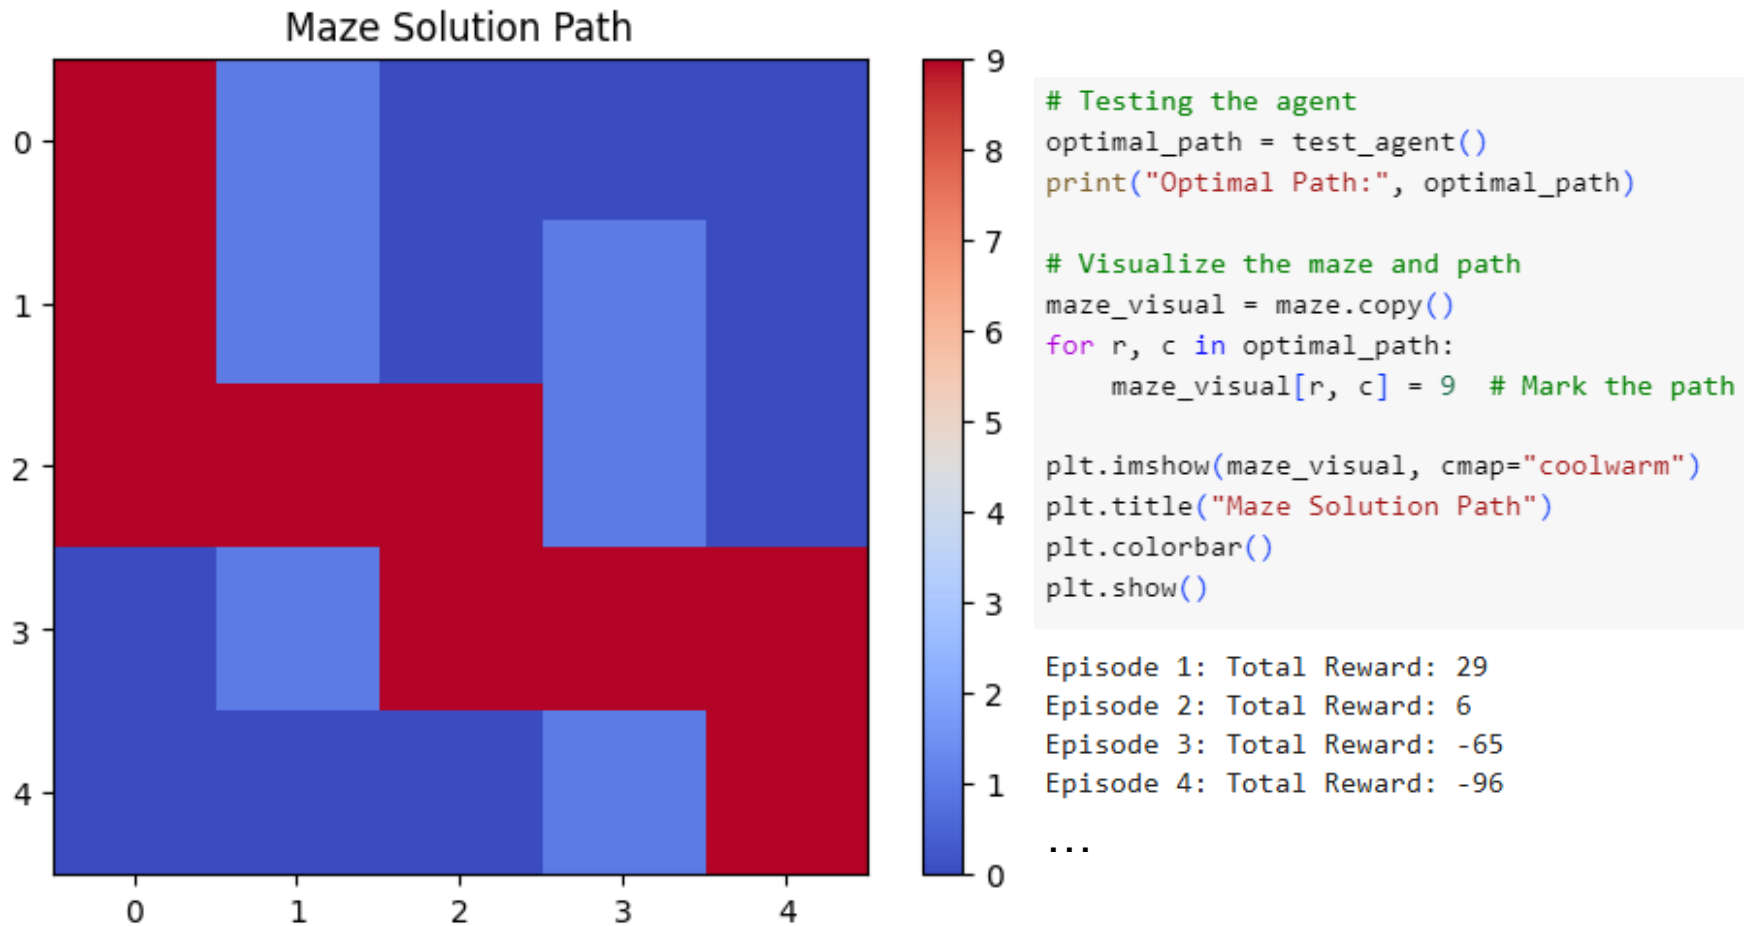 Maze Solution Path
0
1
2
3
4
0 1 2 3 4
9
8
7
6
5
4
3
2
1
0
# Testing the agent
optimal_path = test_agent()
print("Optimal Path:", optimal_path)

# Visualize the maze and path
maze_visual = maze.copy()
for r, c in optimal_path:
    maze_visual[r, c] = 9  # Mark the path

plt.imshow(maze_visual, cmap="coolwarm")
plt.title("Maze Solution Path")
plt.colorbar()
plt.show()
Episode 1: Total Reward: 29
Episode 2: Total Reward: 6
Episode 3: Total Reward: -65
Episode 4: Total Reward: -96
...